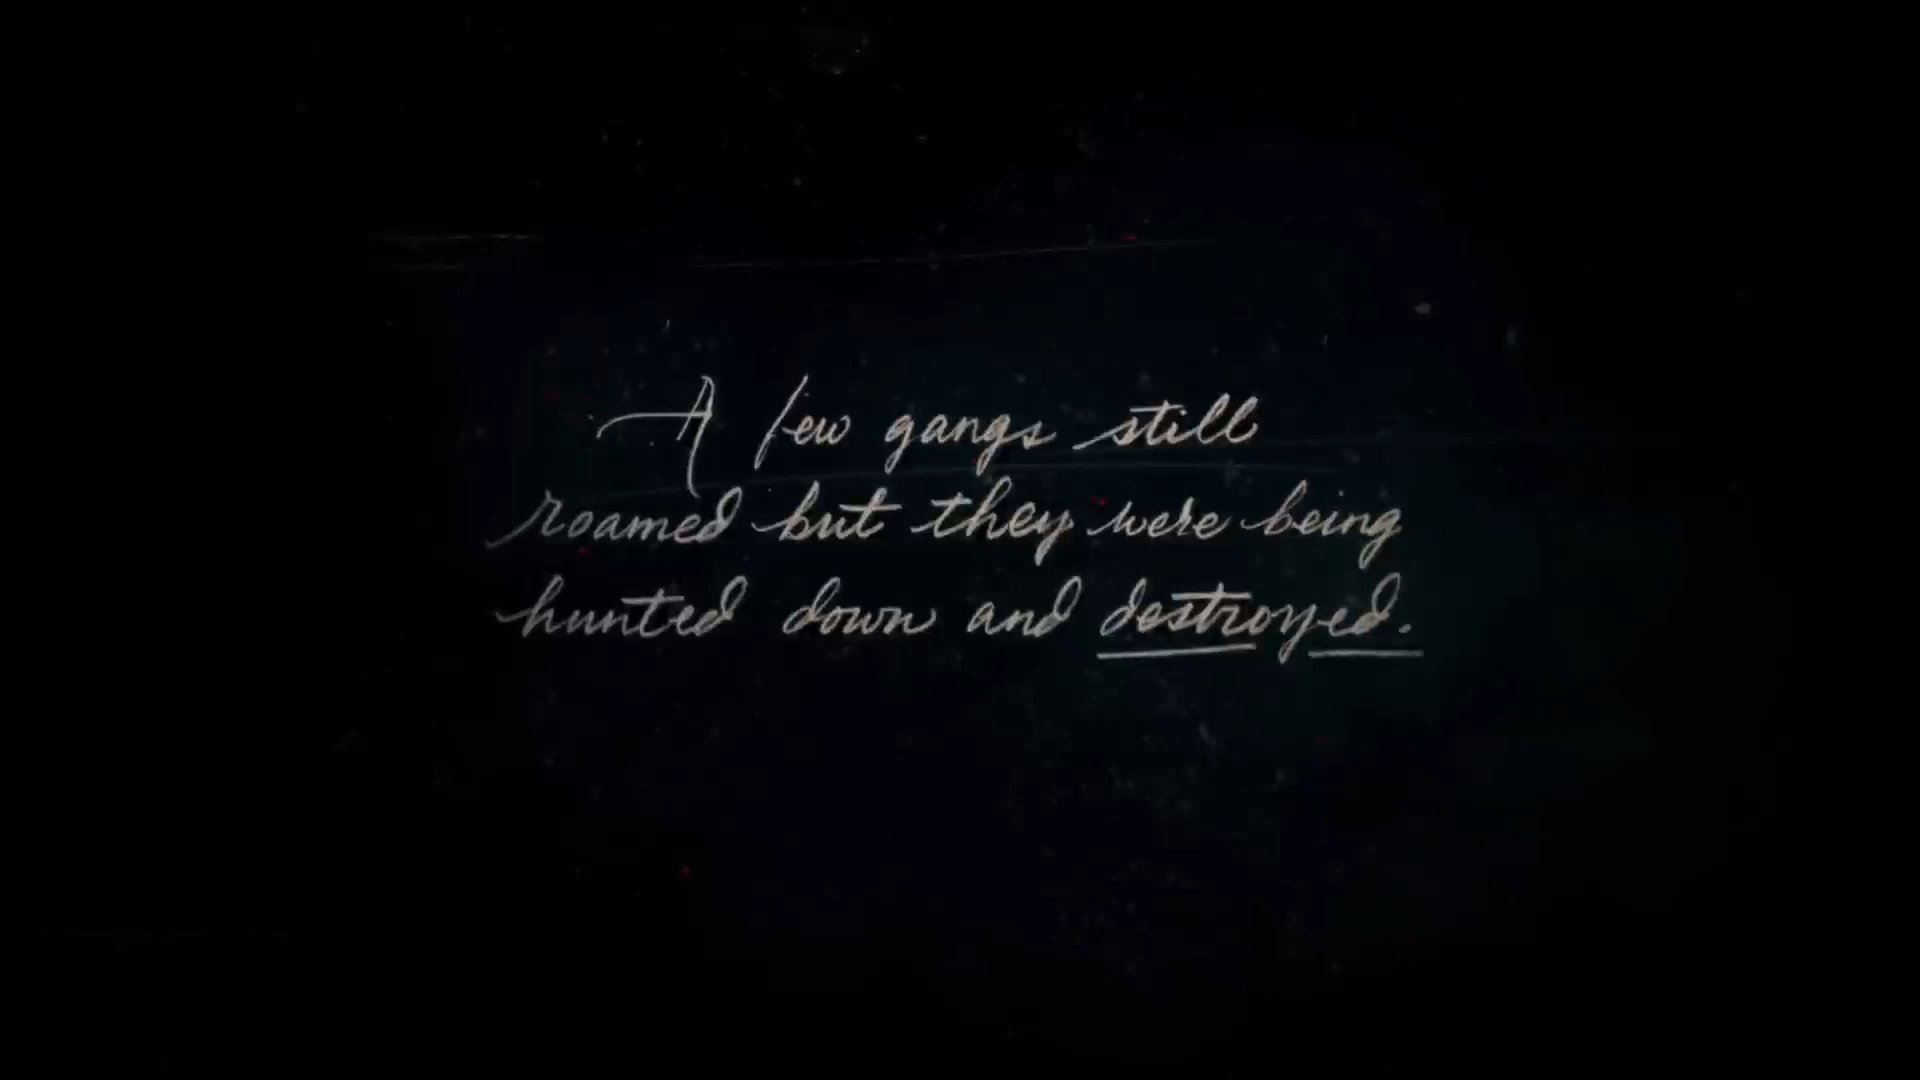 A few gangs still
roamed but they were being
hunted down and destroyed.